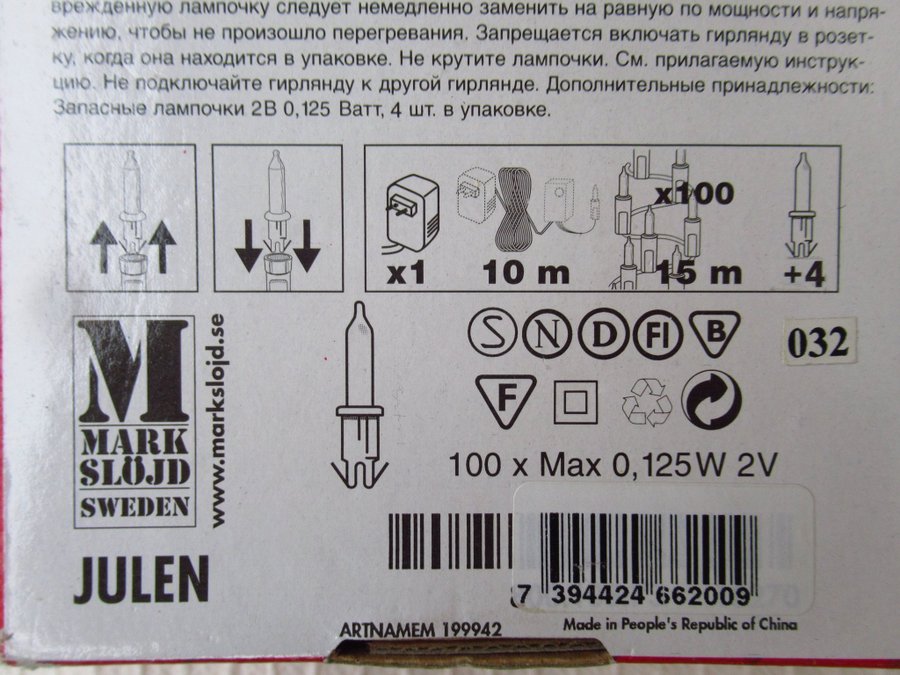 врежденную лампочку следует немедленно заменить на равную по мощности и напря-
жению, чтобы не произошло перегревания. Запрещается включать гирлянду в розет-
ку, когда она находится в упаковке. Не крутите лампочки. См. прилагаемую инструк-
цию. Не подключайте гирлянду к другой гирлянде. Дополнительные принадлежности:
Запасные лампочки 2В 0,125 Ватт, 4 шт. в упаковке.
x100
x1 10 m 15 m +4
S N D FI B
032
F
M
MARK
SLÖJD
SWEDEN
www.markslojd.se
100 x Max 0,125W 2V
JULEN
7 394424 662009
ARTNAMEM 199942
Made in People's Republic of China